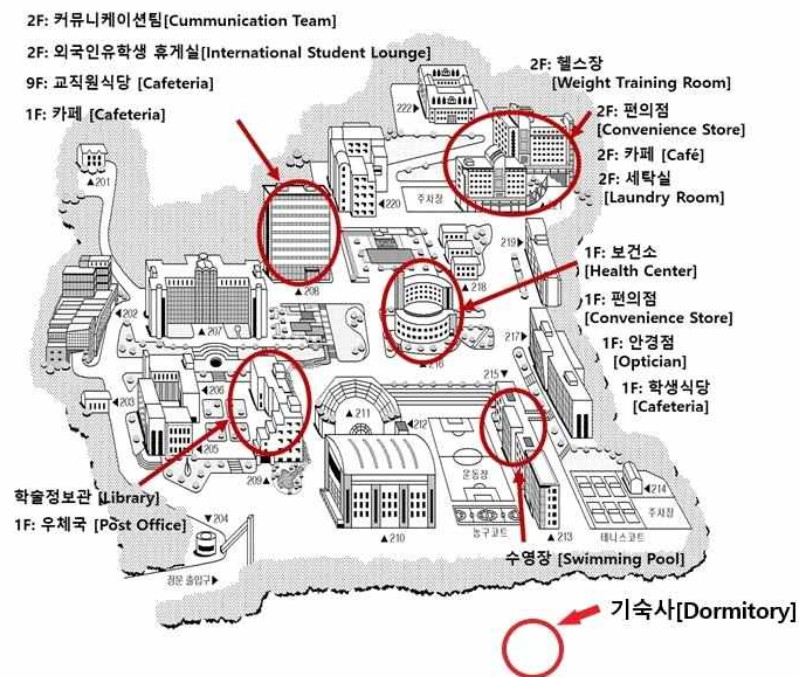 2F: 커뮤니케이션팀[Cummunication Team]
2F: 외국인유학생 휴게실[International Student Lounge]
9F: 교직원식당 [Cafeteria]
1F: 카페 [Cafeteria]
2F: 헬스장
[Weight Training Room]
2F: 편의점
[Convenience Store]
2F: 카페 [Café]
2F: 세탁실
[Laundry Room]
222▶
▲201
◀220
주차장
219▶
1F: 보건소
[Health Center]
▲218
▲208
1F: 편의점
[Convenience Store]
◀202
▲207
217▶
▲216
1F: 안경점
[Optician]
215▼
1F: 학생식당
[Cafeteria]
◀203
◀206
▲211
◀212
◀205
209▲
운동장
◀214
주차장
학술정보관 [Library]
1F: 우체국 [Post Office]
▼204
▲210
농구코트
▲213
테니스코트
정문 출입구▶
수영장 [Swimming Pool]
기숙사[Dormitory]